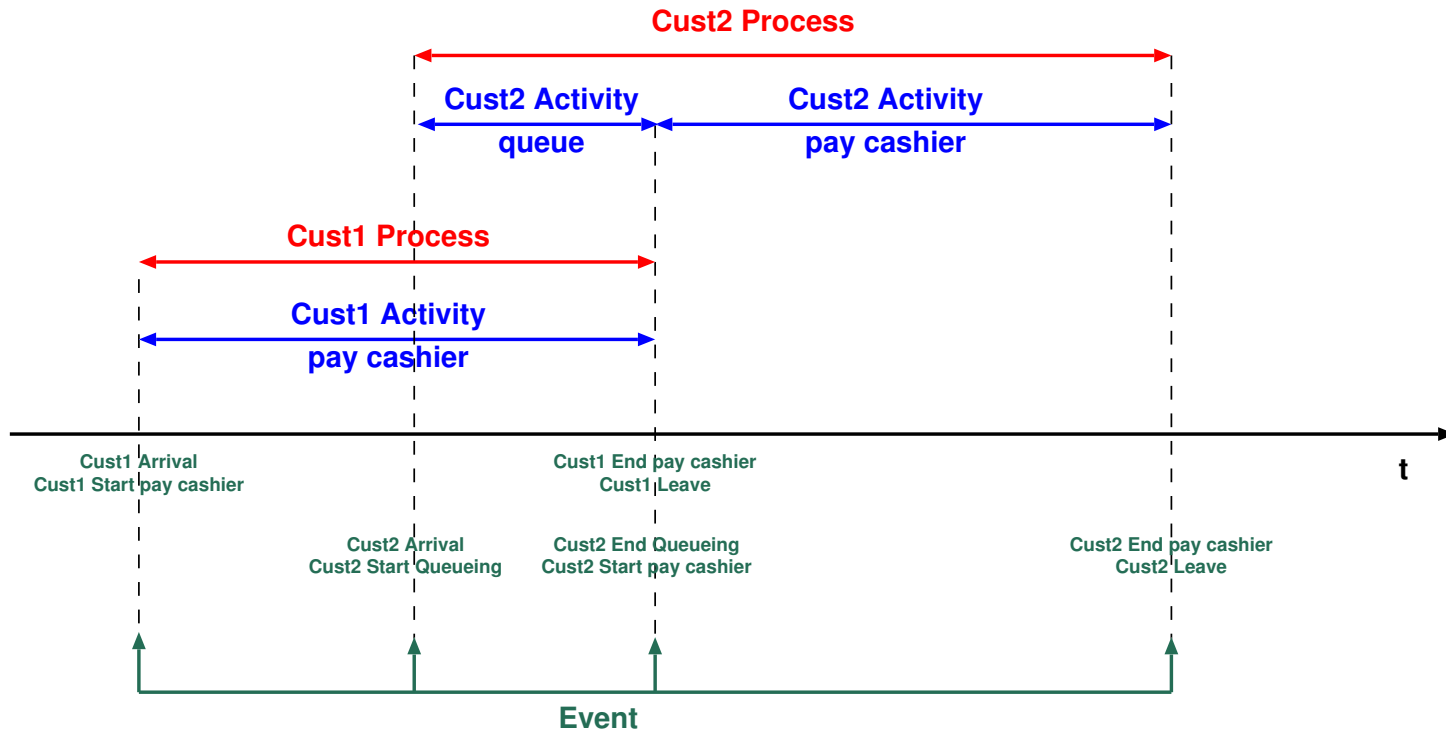 Cust2 Process
Cust2 Activity
queue
Cust2 Activity
pay cashier
Cust1 Process
Cust1 Activity
pay cashier
t
Cust1 Arrival
Cust1 Start pay cashier
Cust1 End pay cashier
Cust1 Leave
Cust2 Arrival
Cust2 Start Queueing
Cust2 End Queueing
Cust2 Start pay cashier
Cust2 End pay cashier
Cust2 Leave
Event